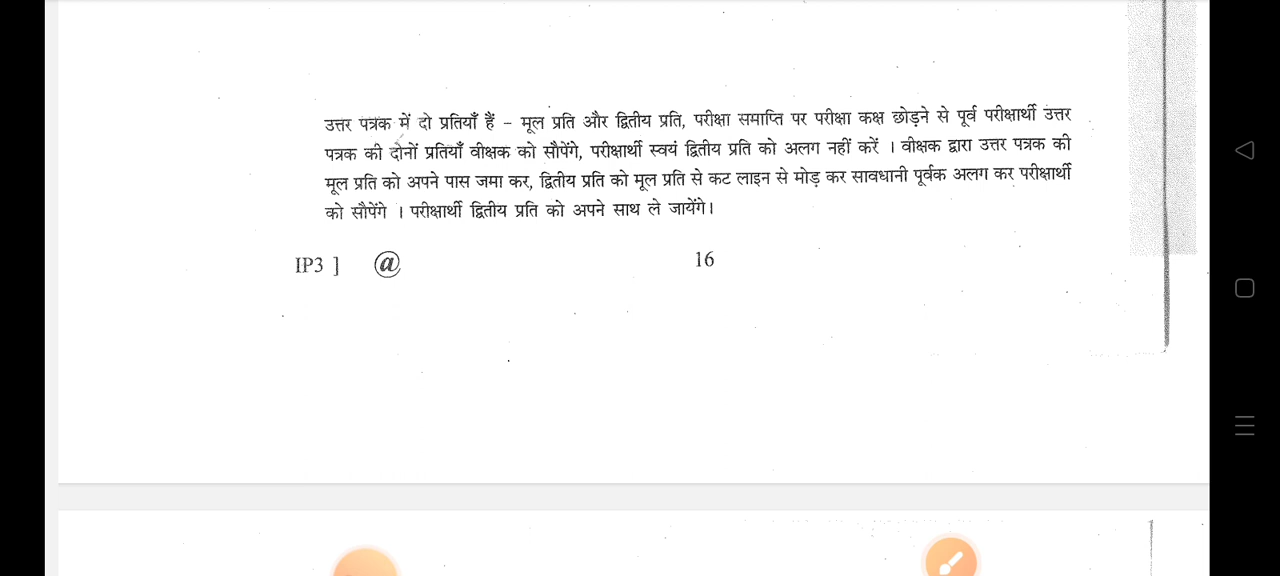 उत्तर पत्रक में दो प्रतियाँ हैं – मूल प्रति और द्वितीय प्रति, परीक्षा समाप्ति पर परीक्षा कक्ष छोड़ने से पूर्व परीक्षार्थी उत्तर
पत्रक की दोनों प्रतियाँ वीक्षक को सौपेंगे, परीक्षार्थी स्वयं द्वितीय प्रति को अलग नहीं करें । वीक्षक द्वारा उत्तर पत्रक की
मूल प्रति को अपने पास जमा कर, द्वितीय प्रति को मूल प्रति से कट लाइन से मोड़ कर सावधानी पूर्वक अलग कर परीक्षार्थी
को सौपेंगे । परीक्षार्थी द्वितीय प्रति को अपने साथ ले जायेंगे।
IP3 ] @ 16